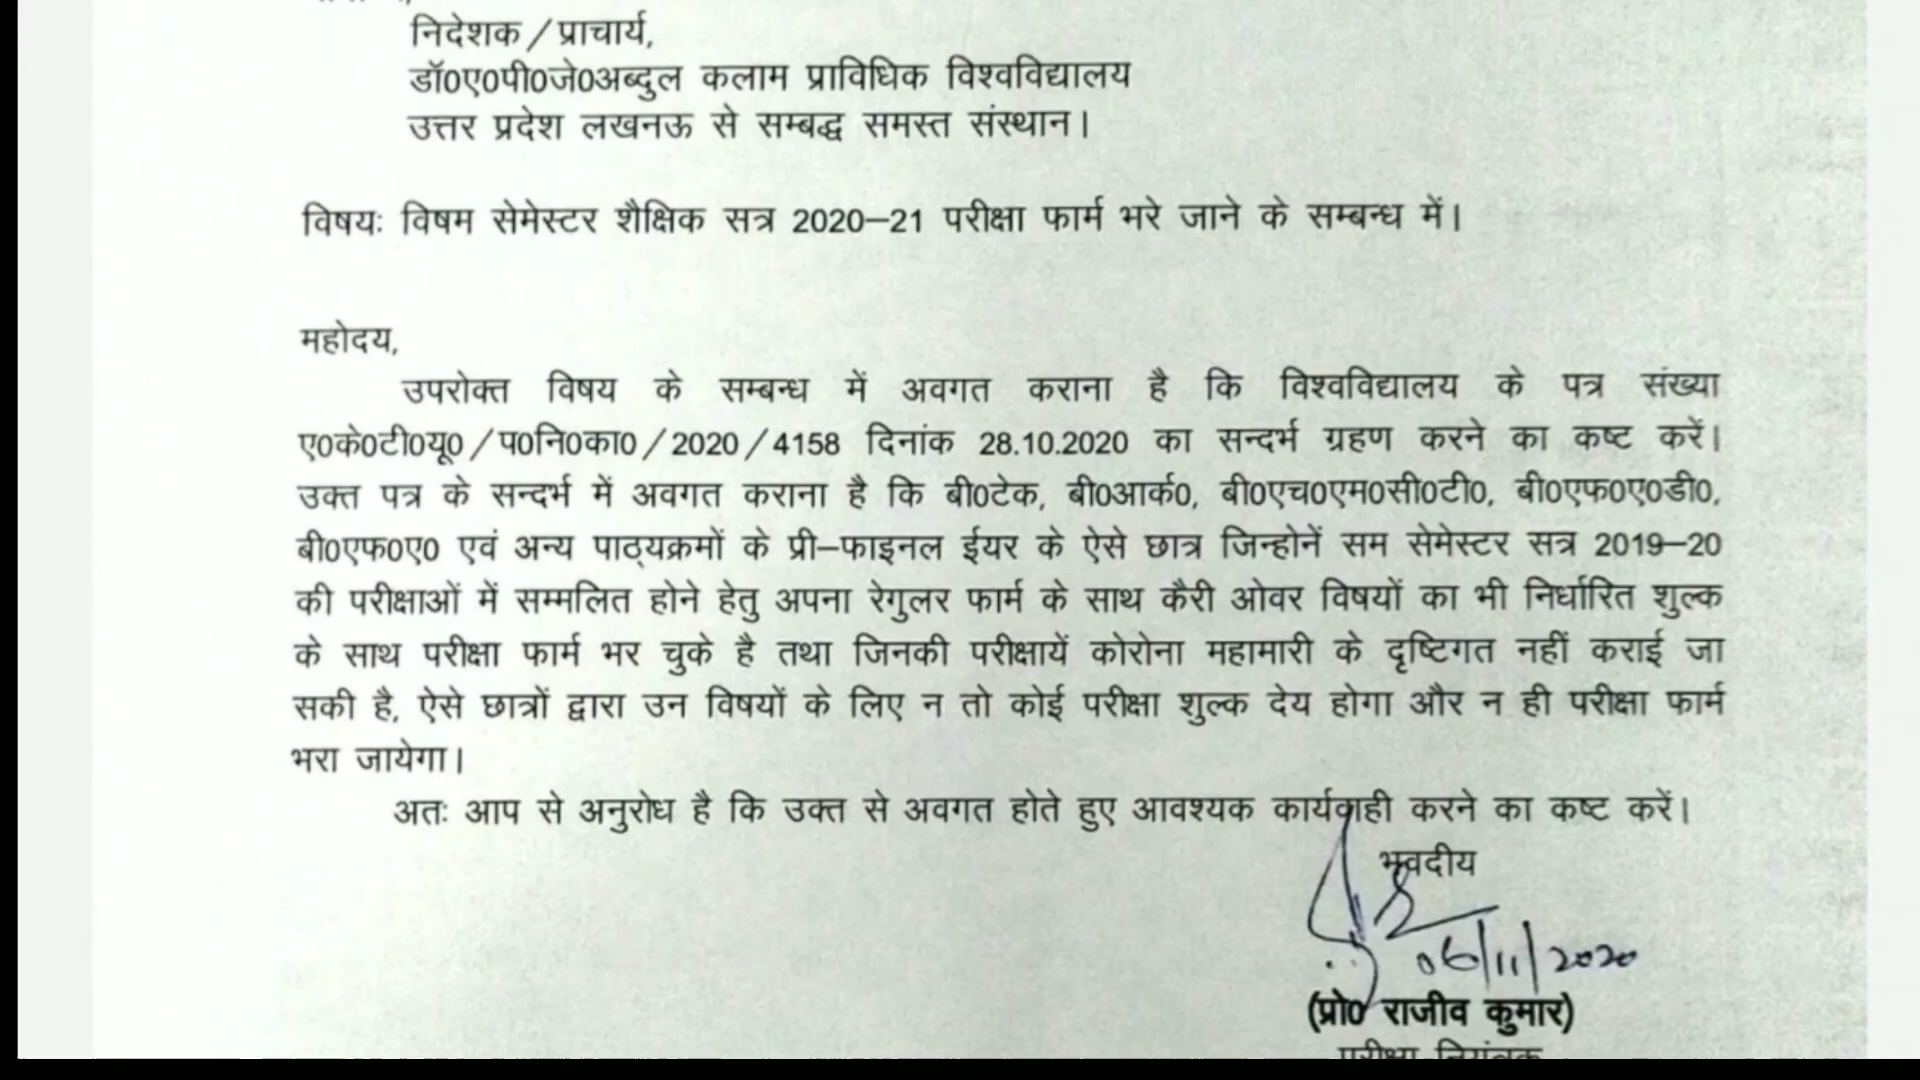 निदेशक/प्राचार्य,
डॉ0ए0पी0जे0अब्दुल कलाम प्राविधिक विश्वविद्यालय
उत्तर प्रदेश लखनऊ से सम्बद्ध समस्त संस्थान।
विषयः विषम सेमेस्टर शैक्षिक सत्र 2020–21 परीक्षा फार्म भरे जाने के सम्बन्ध में।
महोदय,
उपरोक्त विषय के सम्बन्ध में अवगत कराना है कि विश्वविद्यालय के पत्र संख्या
ए0के0टी0यू0/प0नि0का0/2020/4158 दिनांक 28.10.2020 का सन्दर्भ ग्रहण करने का कष्ट करें।
उक्त पत्र के सन्दर्भ में अवगत कराना है कि बी0टेक, बी0आर्क0, बी0एच0एम0सी0टी0, बी0एफ0ए0डी0,
बी0एफ0ए0 एवं अन्य पाठ्यक्रमों के प्री–फाइनल ईयर के ऐसे छात्र जिन्होनें सम सेमेस्टर सत्र 2019–20
की परीक्षाओं में सम्मलित होने हेतु अपना रेगुलर फार्म के साथ कैरी ओवर विषयों का भी निर्धारित शुल्क
के साथ परीक्षा फार्म भर चुके है तथा जिनकी परीक्षायें कोरोना महामारी के दृष्टिगत नहीं कराई जा
सकी है, ऐसे छात्रों द्वारा उन विषयों के लिए न तो कोई परीक्षा शुल्क देय होगा और न ही परीक्षा फार्म
भरा जायेगा।
अतः आप से अनुरोध है कि उक्त से अवगत होते हुए आवश्यक कार्यवाही करने का कष्ट करें।
भवदीय
06/11/2020
(प्रो0 राजीव कुमार)
परीक्षा नियंत्रक